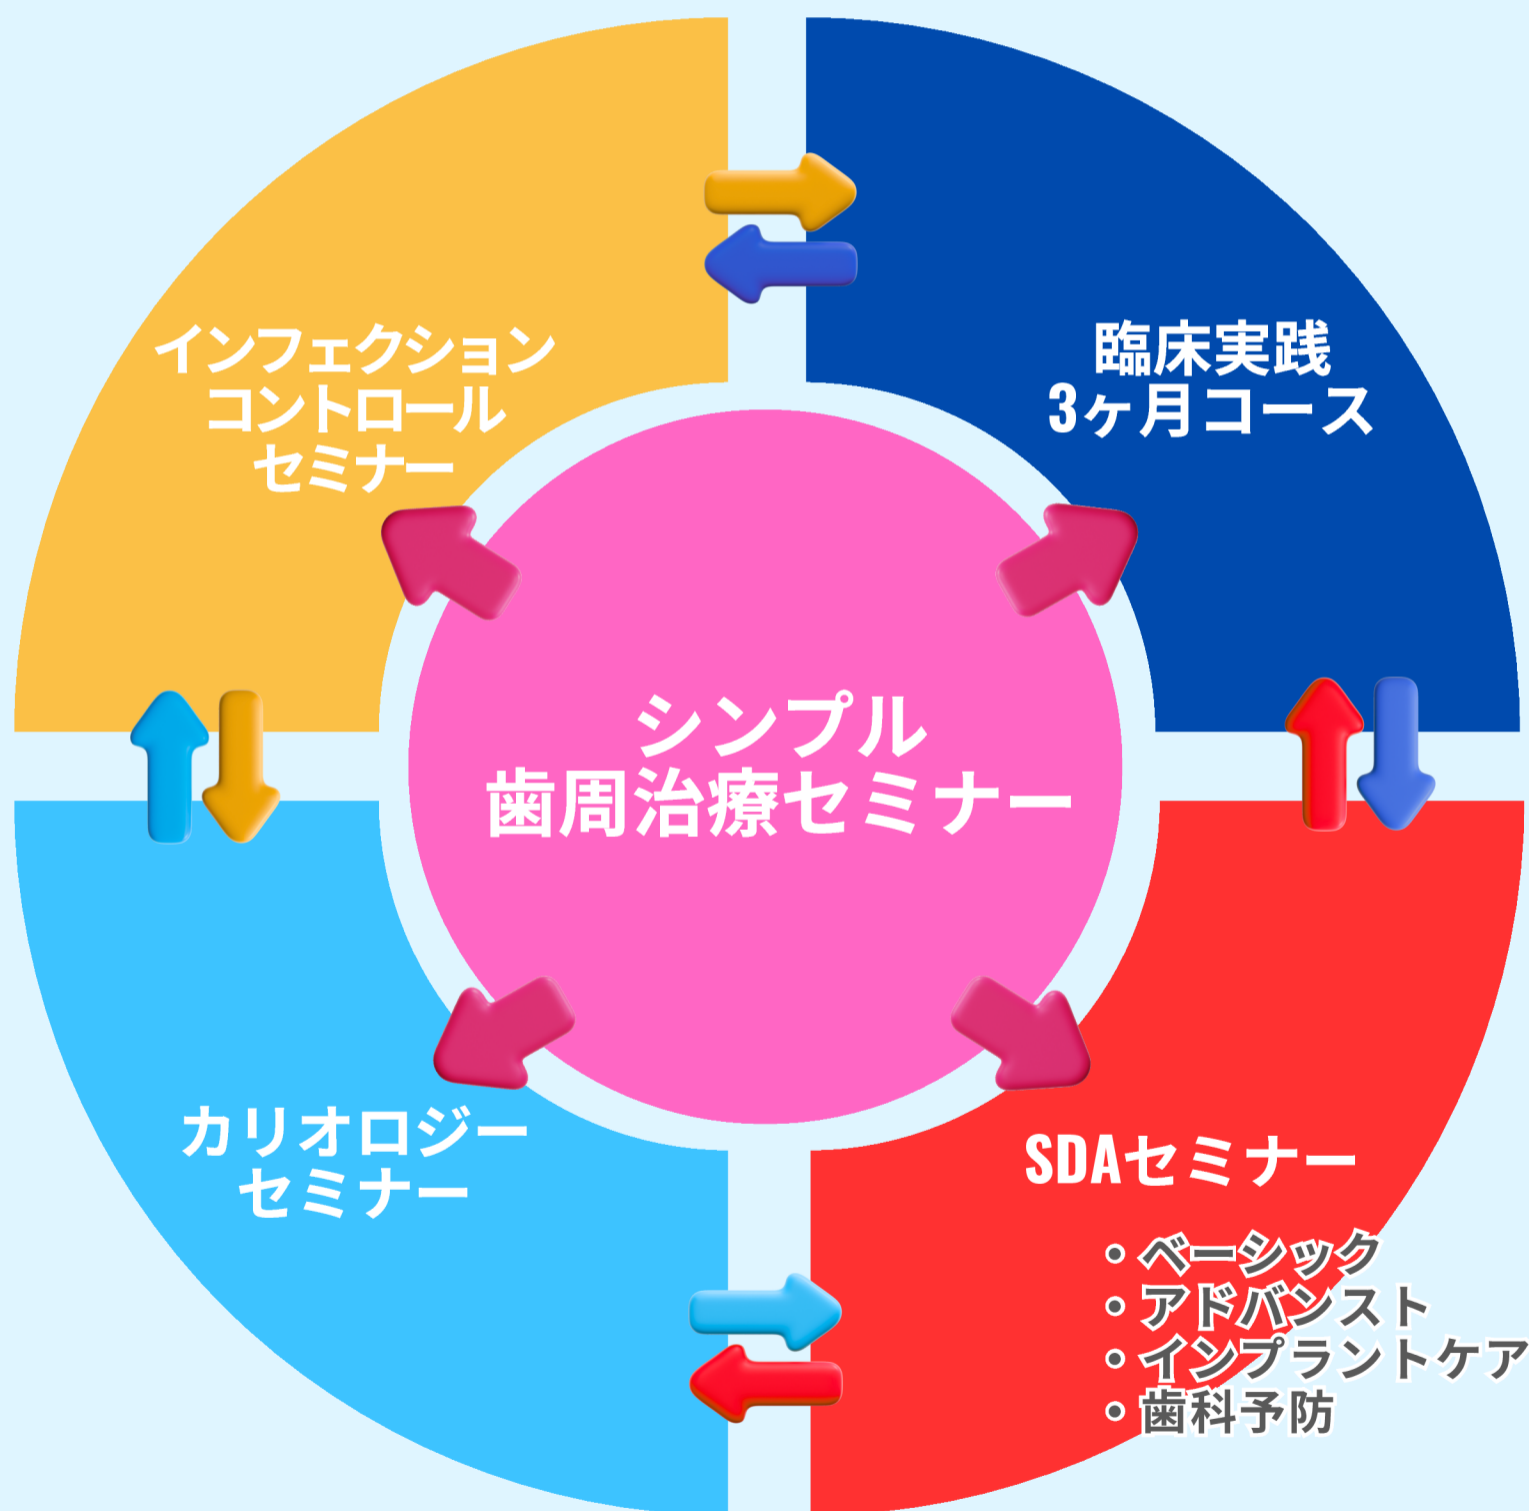 インフェクション
コントロール
セミナー
臨床実践
3ヶ月コース
シンプル
歯周治療セミナー
カリオロジー
セミナー
SDAセミナー
・ベーシック
・アドバンスト
・インプラントケア
・歯科予防